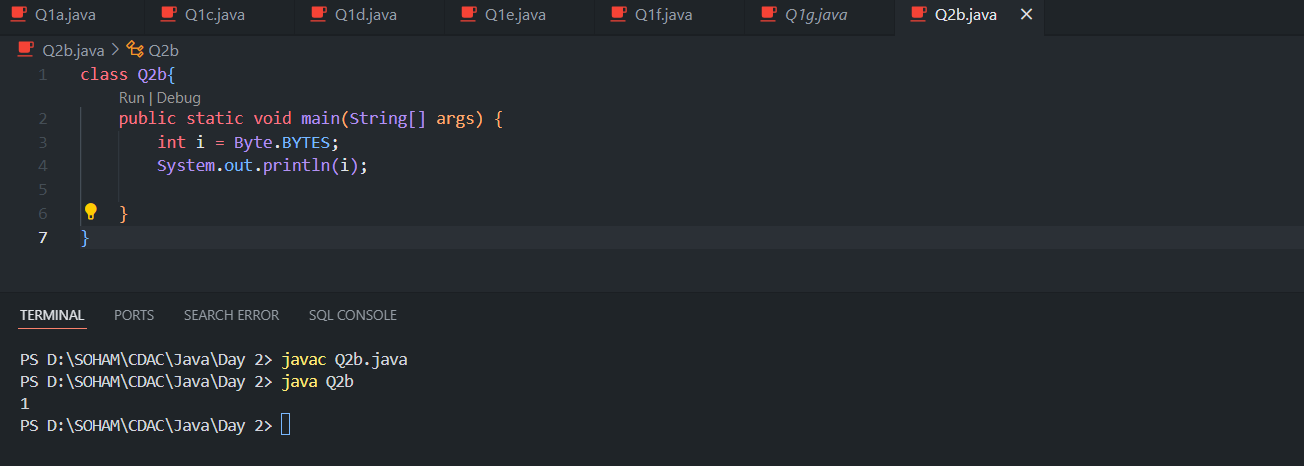 Q1a.java Q1c.java Q1d.java Q1e.java Q1f.java Q1g.java Q2b.java ×
Q2b.java > Q2b
1 class Q2b{
Run | Debug
2 public static void main(String[] args) {
3 int i = Byte.BYTES;
4 System.out.println(i);
5
6 }
7 }
TERMINAL PORTS SEARCH ERROR SQL CONSOLE
PS D:\SOHAM\CDAC\Java\Day 2> javac Q2b.java
PS D:\SOHAM\CDAC\Java\Day 2> java Q2b
1
PS D:\SOHAM\CDAC\Java\Day 2>